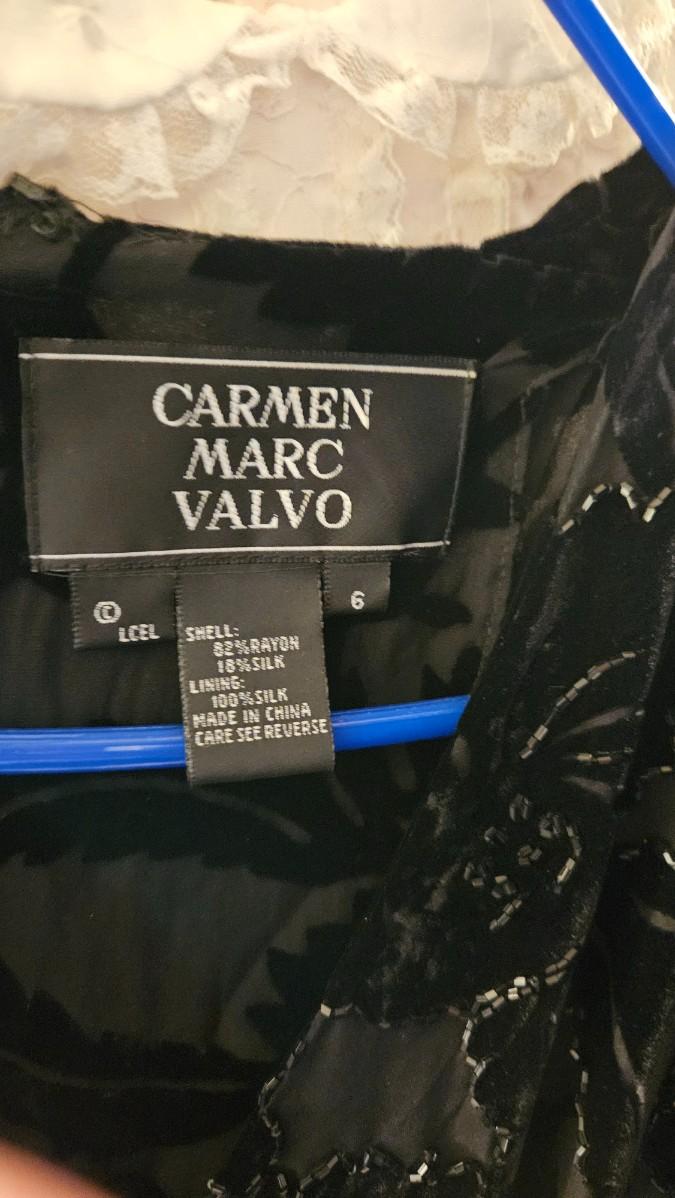 CARMEN
MARC
VALVO
©
LCEL
SHELL:
82%RAYON
18%SILK
LINING:
100%SILK
MADE IN CHINA
CARE SEE REVERSE
6